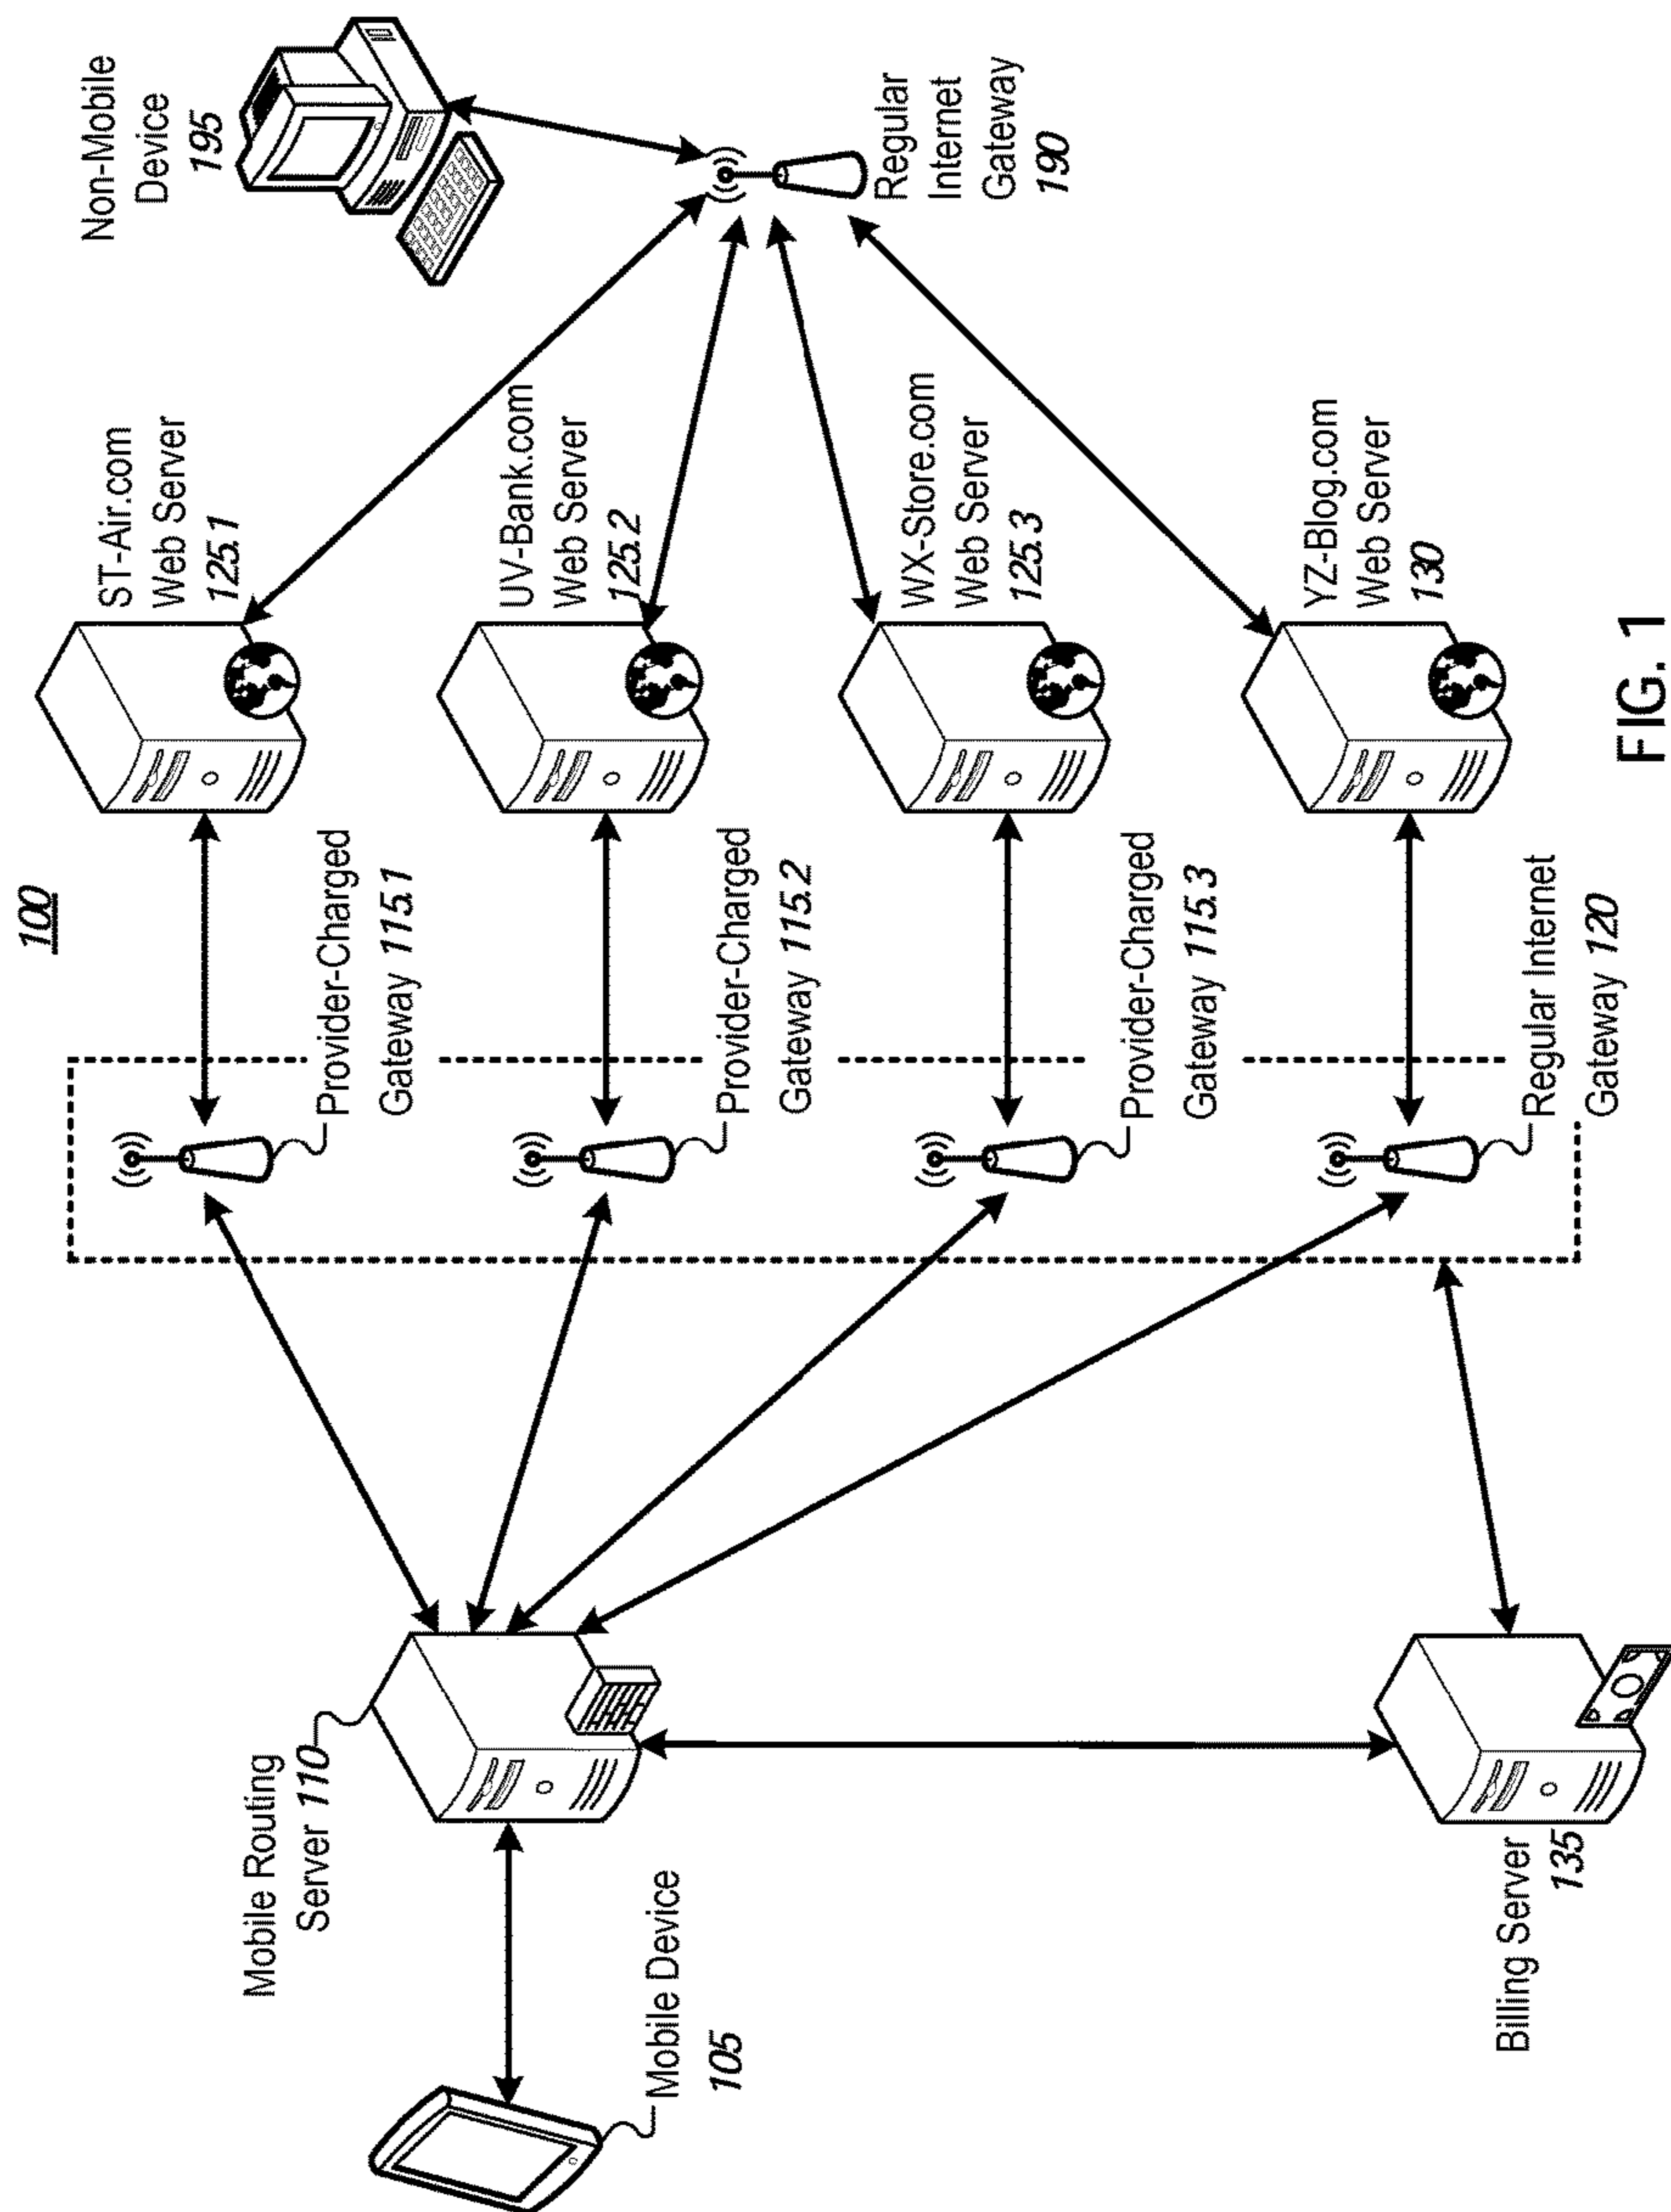 100
Mobile Device
105
Mobile Routing
Server 110
Billing Server
135
Provider-Charged
Gateway 115.1
Provider-Charged
Gateway 115.2
Provider-Charged
Gateway 115.3
Regular Internet
Gateway 120
ST-Air.com
Web Server
125.1
UV-Bank.com
Web Server
125.2
WX-Store.com
Web Server
125.3
YZ-Blog.com
Web Server
130
Non-Mobile
Device
195
Regular
Internet
Gateway
190
FIG. 1